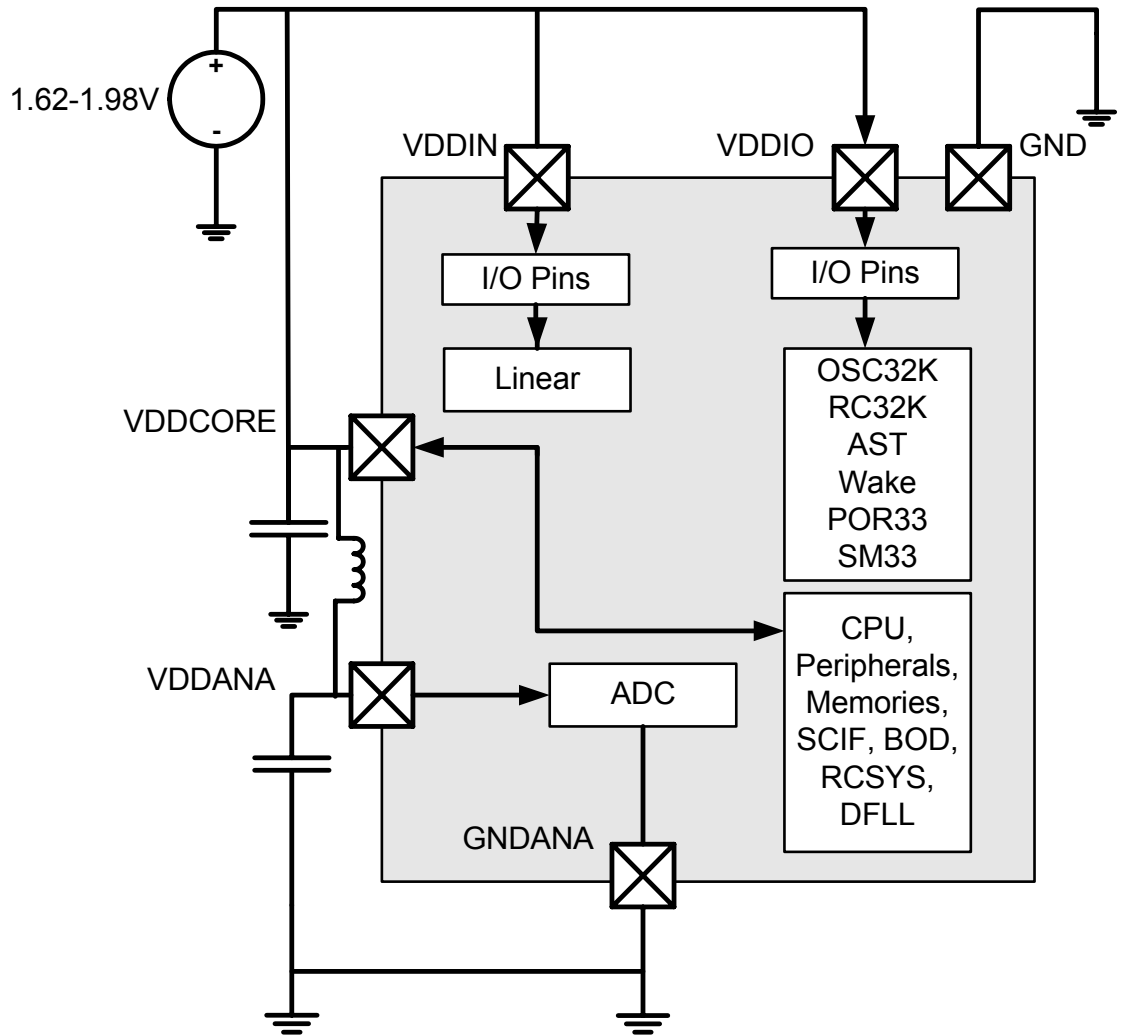 +
1.62-1.98V
-
VDDIN
VDDIO
GND
I/O Pins
I/O Pins
Linear
OSC32K
RC32K
AST
Wake
POR33
SM33
VDDCORE
CPU,
Peripherals,
Memories,
SCIF, BOD,
RCSYS,
DFLL
VDDANA
ADC
GNDANA